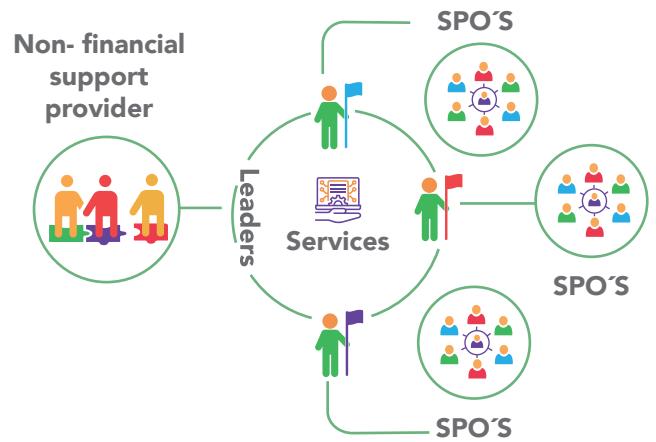 SPO´S
Non- financial
support
provider
Leaders
Services
SPO´S
SPO´S